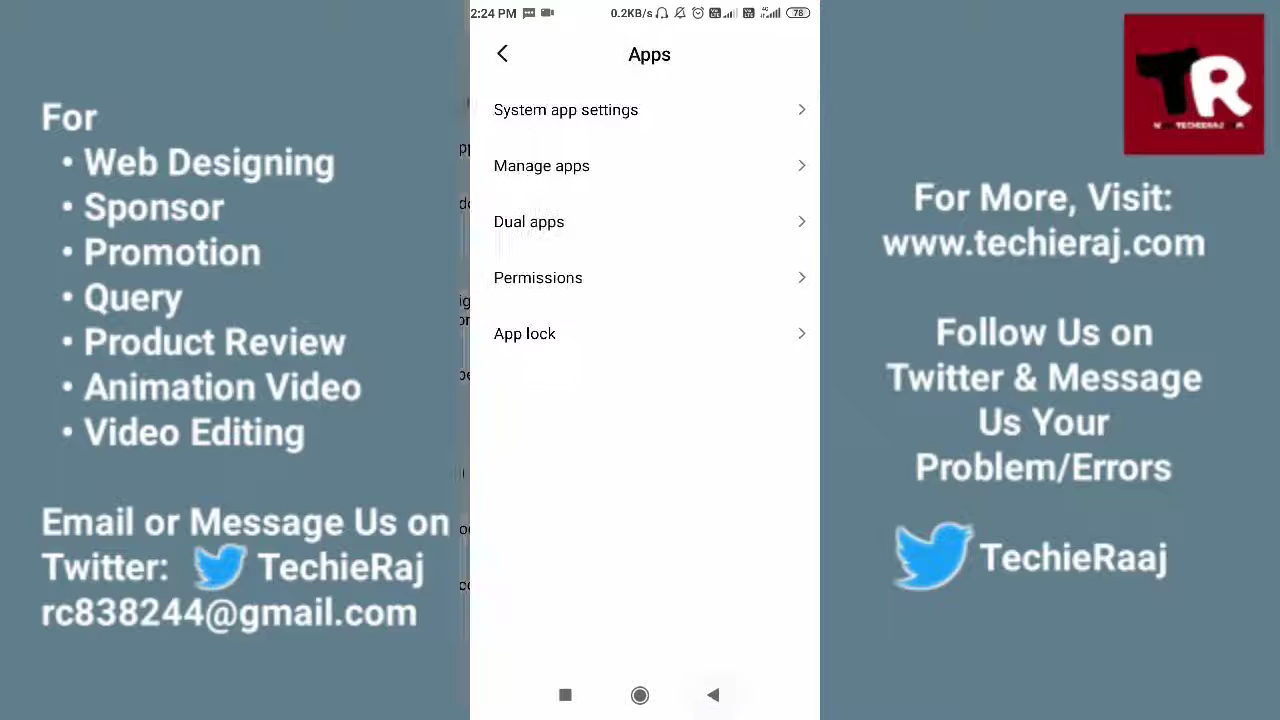 For
• Web Designing
• Sponsor
• Promotion
• Query
• Product Review
• Animation Video
• Video Editing
Email or Message Us on
Twitter: TechieRaj
rc838244@gmail.com
2:24 PM 0.2KB/s 4G 78
Apps
System app settings
Manage apps
Dual apps
Permissions
App lock
TR
For More, Visit:
www.techieraj.com
Follow Us on
Twitter & Message
Us Your
Problem/Errors
TechieRaaj